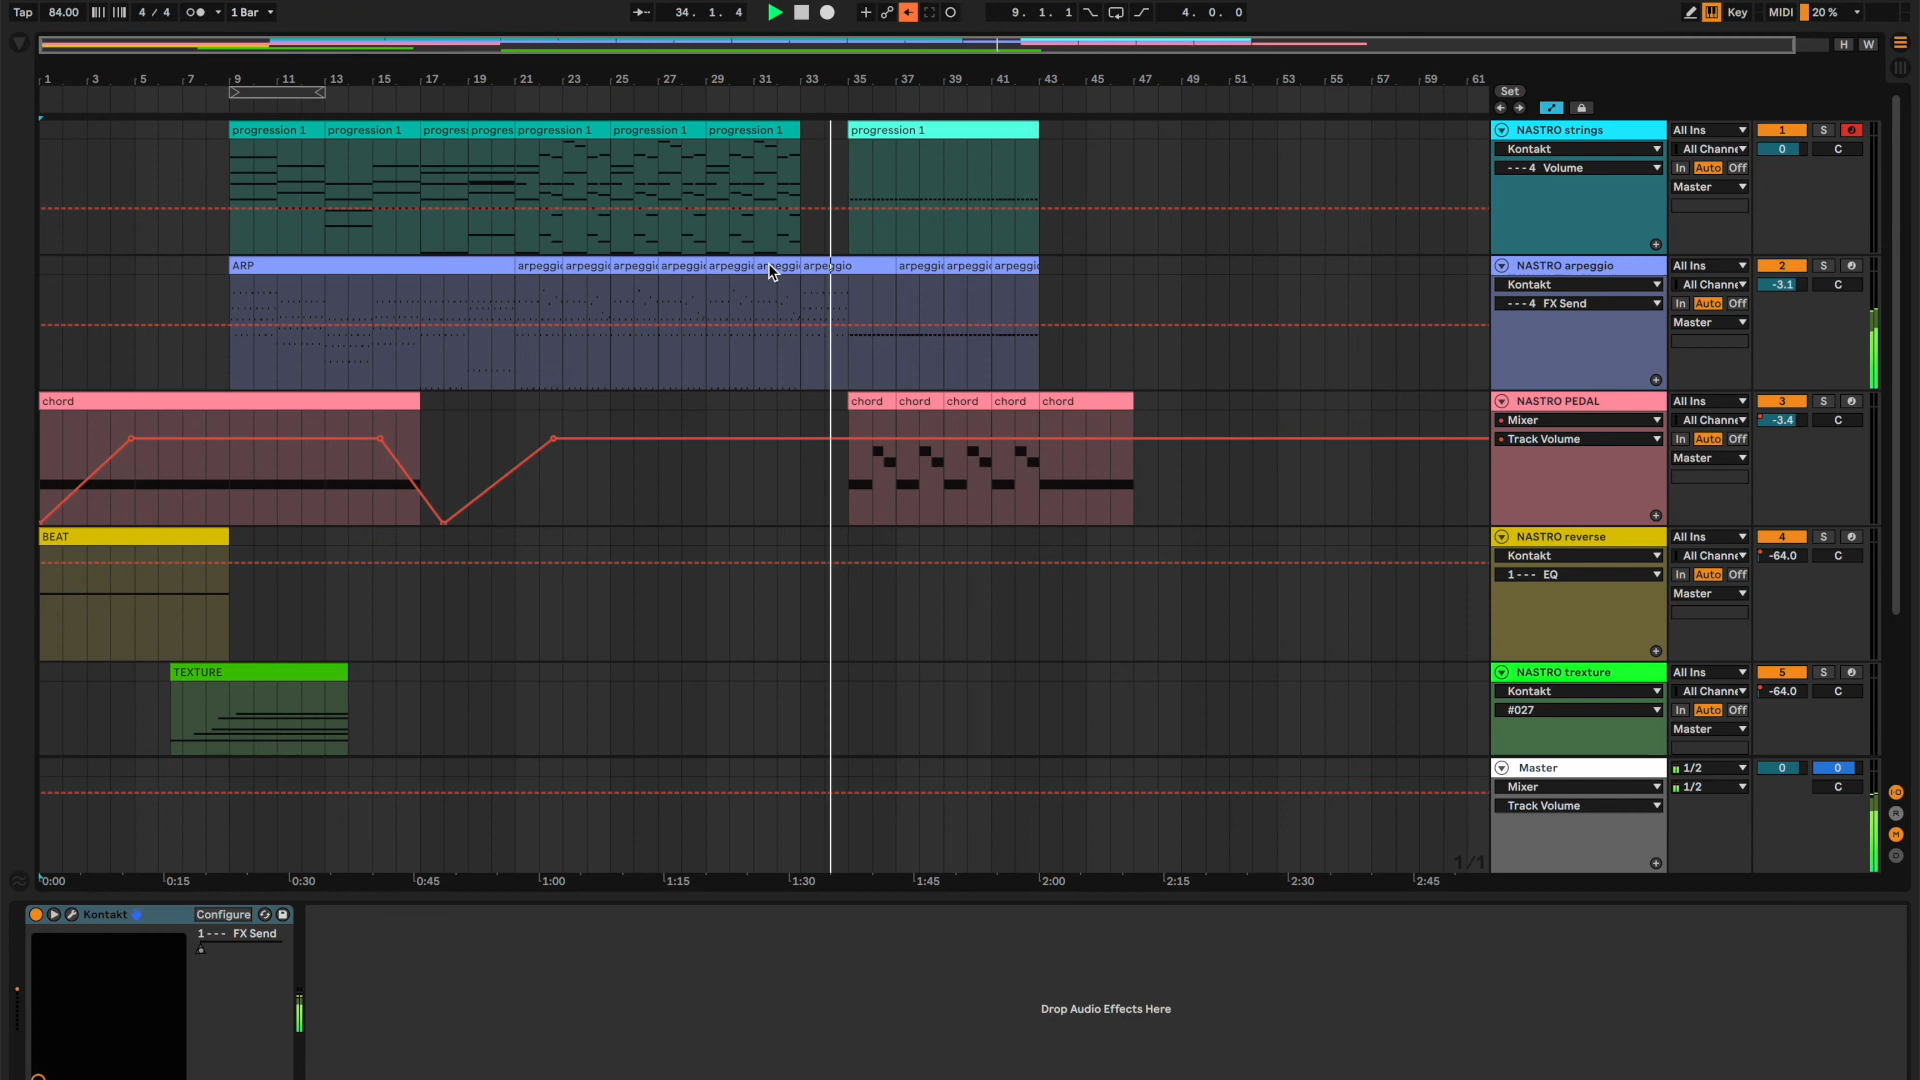 Tap 84.00 4 / 4 1 Bar 34. 1. 4 9. 1. 1 4. 0. 0 Key MIDI 20 %
H W
1 3 5 7 9 11 13 15 17 19 21 23 25 27 29 31 33 35 37 39 41 43 45 47 49 51 53 55 57 59 61
Set
progression 1 progression 1 progres progres progression 1 progression 1 progression 1 progression 1
NASTRO strings All Ins 1 S
Kontakt All Channe 0 C
---4 Volume In Auto Off
Master
ARP arpeggio arpeggi arpeggi arpeggi arpeggi arpeggi arpeggio arpeggi arpeggi arpeggi
NASTRO arpeggio All Ins 2 S
Kontakt All Channe -3.1 C
---4 FX Send In Auto Off
Master
chord chord chord chord chord chord
NASTRO PEDAL All Ins 3 S
Mixer All Channe -3.4 C
Track Volume In Auto Off
Master
BEAT
NASTRO reverse All Ins 4 S
Kontakt All Channe -64.0 C
1--- EQ In Auto Off
Master
TEXTURE
NASTRO trexture All Ins 5 S
Kontakt All Channe -64.0 C
#027 In Auto Off
Master
Master 1/2 0 0
Mixer 1/2 C
Track Volume
I·O
R
M
D
1/1
0:00 0:15 0:30 0:45 1:00 1:15 1:30 1:45 2:00 2:15 2:30 2:45
Kontakt Configure
1--- FX Send
Drop Audio Effects Here